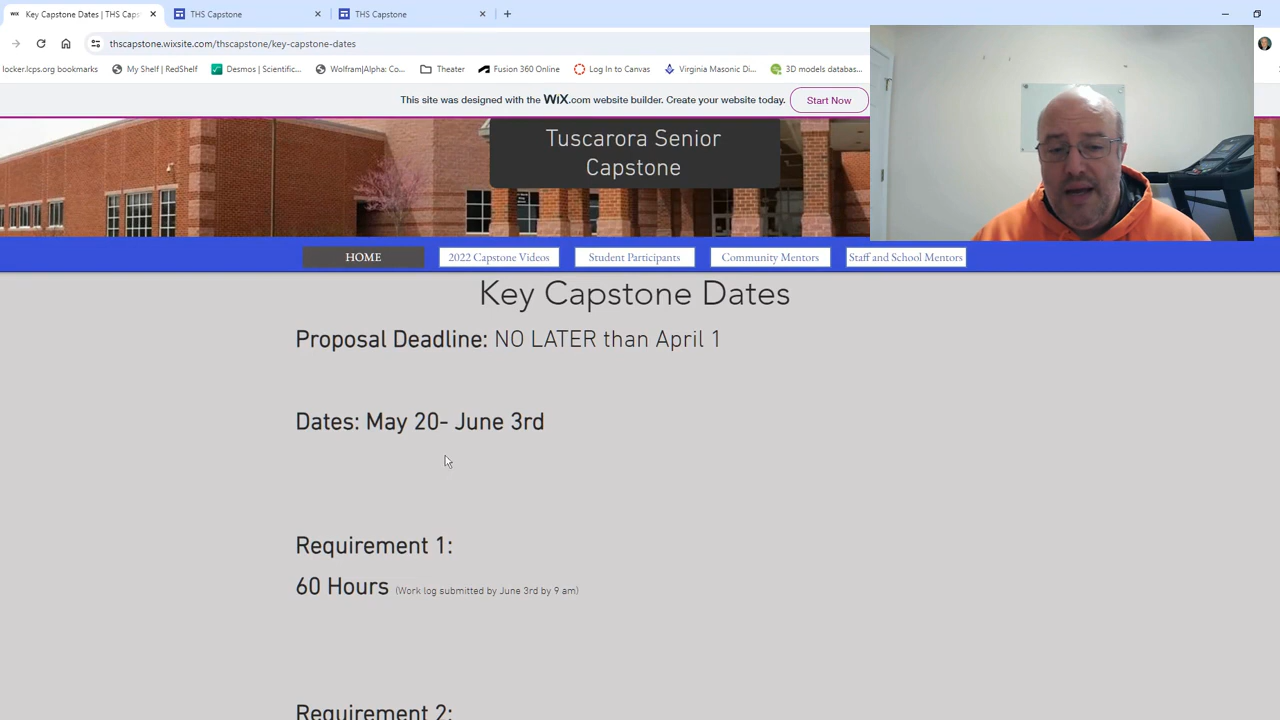 Key Capstone Dates | THS Caps
THS Capstone
THS Capstone
thscapstone.wixsite.com/thscapstone/key-capstone-dates
locker.lcps.org bookmarks
My Shelf | RedShelf
Desmos | Scientific...
Wolfram|Alpha: Co...
Theater
Fusion 360 Online
Log In to Canvas
Virginia Masonic Di...
3D models databas...
This site was designed with the WiX.com website builder. Create your website today.
Start Now
Tuscarora Senior
Capstone
HOME
2022 Capstone Videos
Student Participants
Community Mentors
Staff and School Mentors
Key Capstone Dates
Proposal Deadline: NO LATER than April 1
Dates: May 20- June 3rd
Requirement 1:
60 Hours (Work log submitted by June 3rd by 9 am)
Requirement 2: